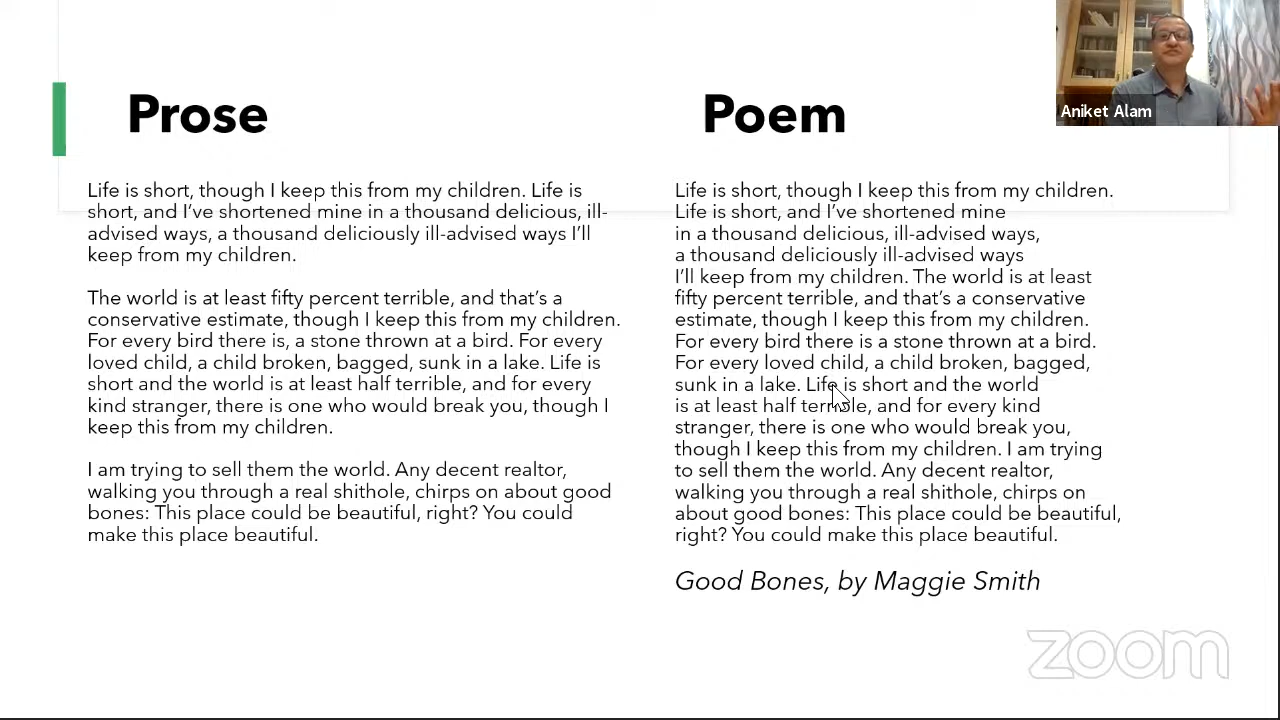 Prose
Life is short, though I keep this from my children. Life is
short, and I've shortened mine in a thousand delicious, ill-
advised ways, a thousand deliciously ill-advised ways I'll
keep from my children.
The world is at least fifty percent terrible, and that's a
conservative estimate, though I keep this from my children.
For every bird there is, a stone thrown at a bird. For every
loved child, a child broken, bagged, sunk in a lake. Life is
short and the world is at least half terrible, and for every
kind stranger, there is one who would break you, though I
keep this from my children.
I am trying to sell them the world. Any decent realtor,
walking you through a real shithole, chirps on about good
bones: This place could be beautiful, right? You could
make this place beautiful.
Poem
Life is short, though I keep this from my children.
Life is short, and I've shortened mine
in a thousand delicious, ill-advised ways,
a thousand deliciously ill-advised ways
I'll keep from my children. The world is at least
fifty percent terrible, and that's a conservative
estimate, though I keep this from my children.
For every bird there is a stone thrown at a bird.
For every loved child, a child broken, bagged,
sunk in a lake. Life is short and the world
is at least half terrible, and for every kind
stranger, there is one who would break you,
though I keep this from my children. I am trying
to sell them the world. Any decent realtor,
walking you through a real shithole, chirps on
about good bones: This place could be beautiful,
right? You could make this place beautiful.
Good Bones, by Maggie Smith
Aniket Alam
zoom